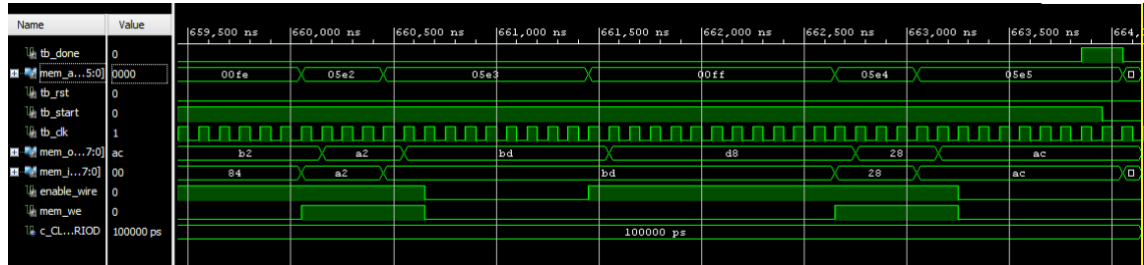 Name Value
659,500 ns 660,000 ns 660,500 ns 661,000 ns 661,500 ns 662,000 ns 662,500 ns 663,000 ns 663,500 ns 664,
tb_done 0
mem_a...5:0] 0000 00fe 05e2 05e3 00ff 05e4 05e5
tb_rst 0
tb_start 0
tb_clk 1
mem_o...7:0] ac b2 a2 bd d8 28 ac
mem_i...7:0] 00 84 a2 bd 28 ac
enable_wire 0
mem_we 0
c_CL...RIOD 100000 ps 100000 ps